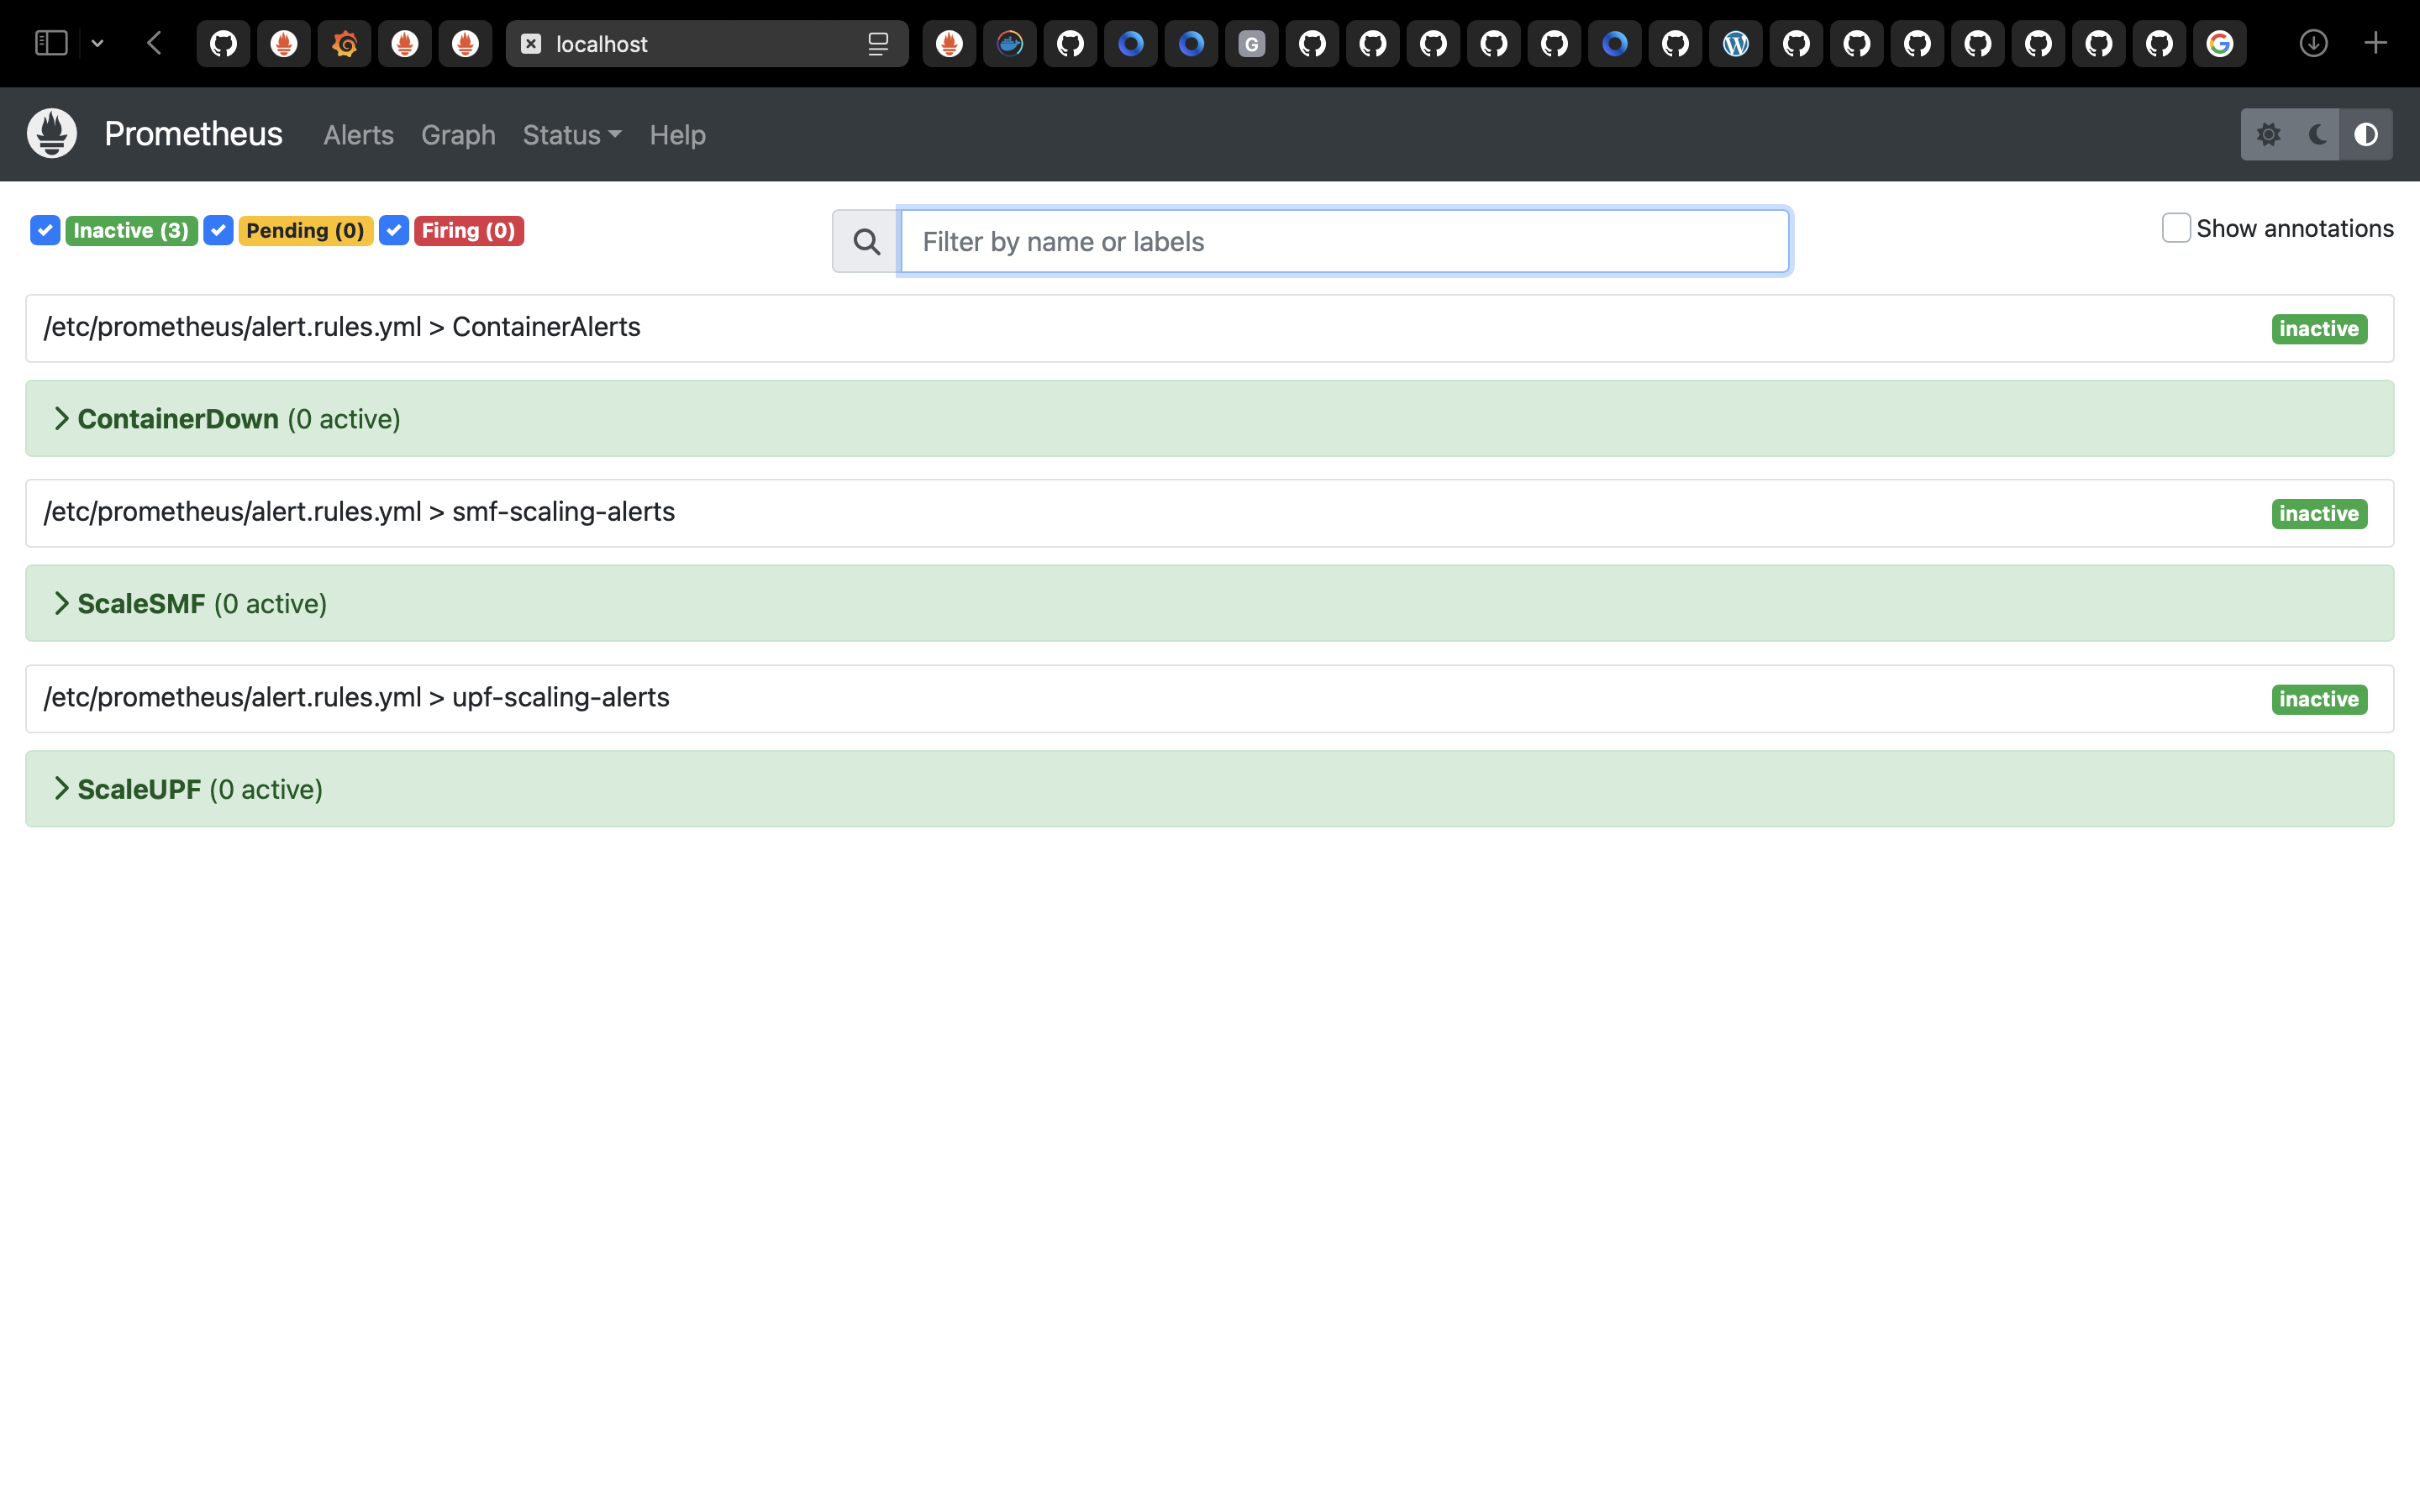 localhost
G
Prometheus Alerts Graph Status Help
Inactive (3) Pending (0) Firing (0) Filter by name or labels Show annotations
/etc/prometheus/alert.rules.yml > ContainerAlerts inactive
ContainerDown (0 active)
/etc/prometheus/alert.rules.yml > smf-scaling-alerts inactive
ScaleSMF (0 active)
/etc/prometheus/alert.rules.yml > upf-scaling-alerts inactive
ScaleUPF (0 active)